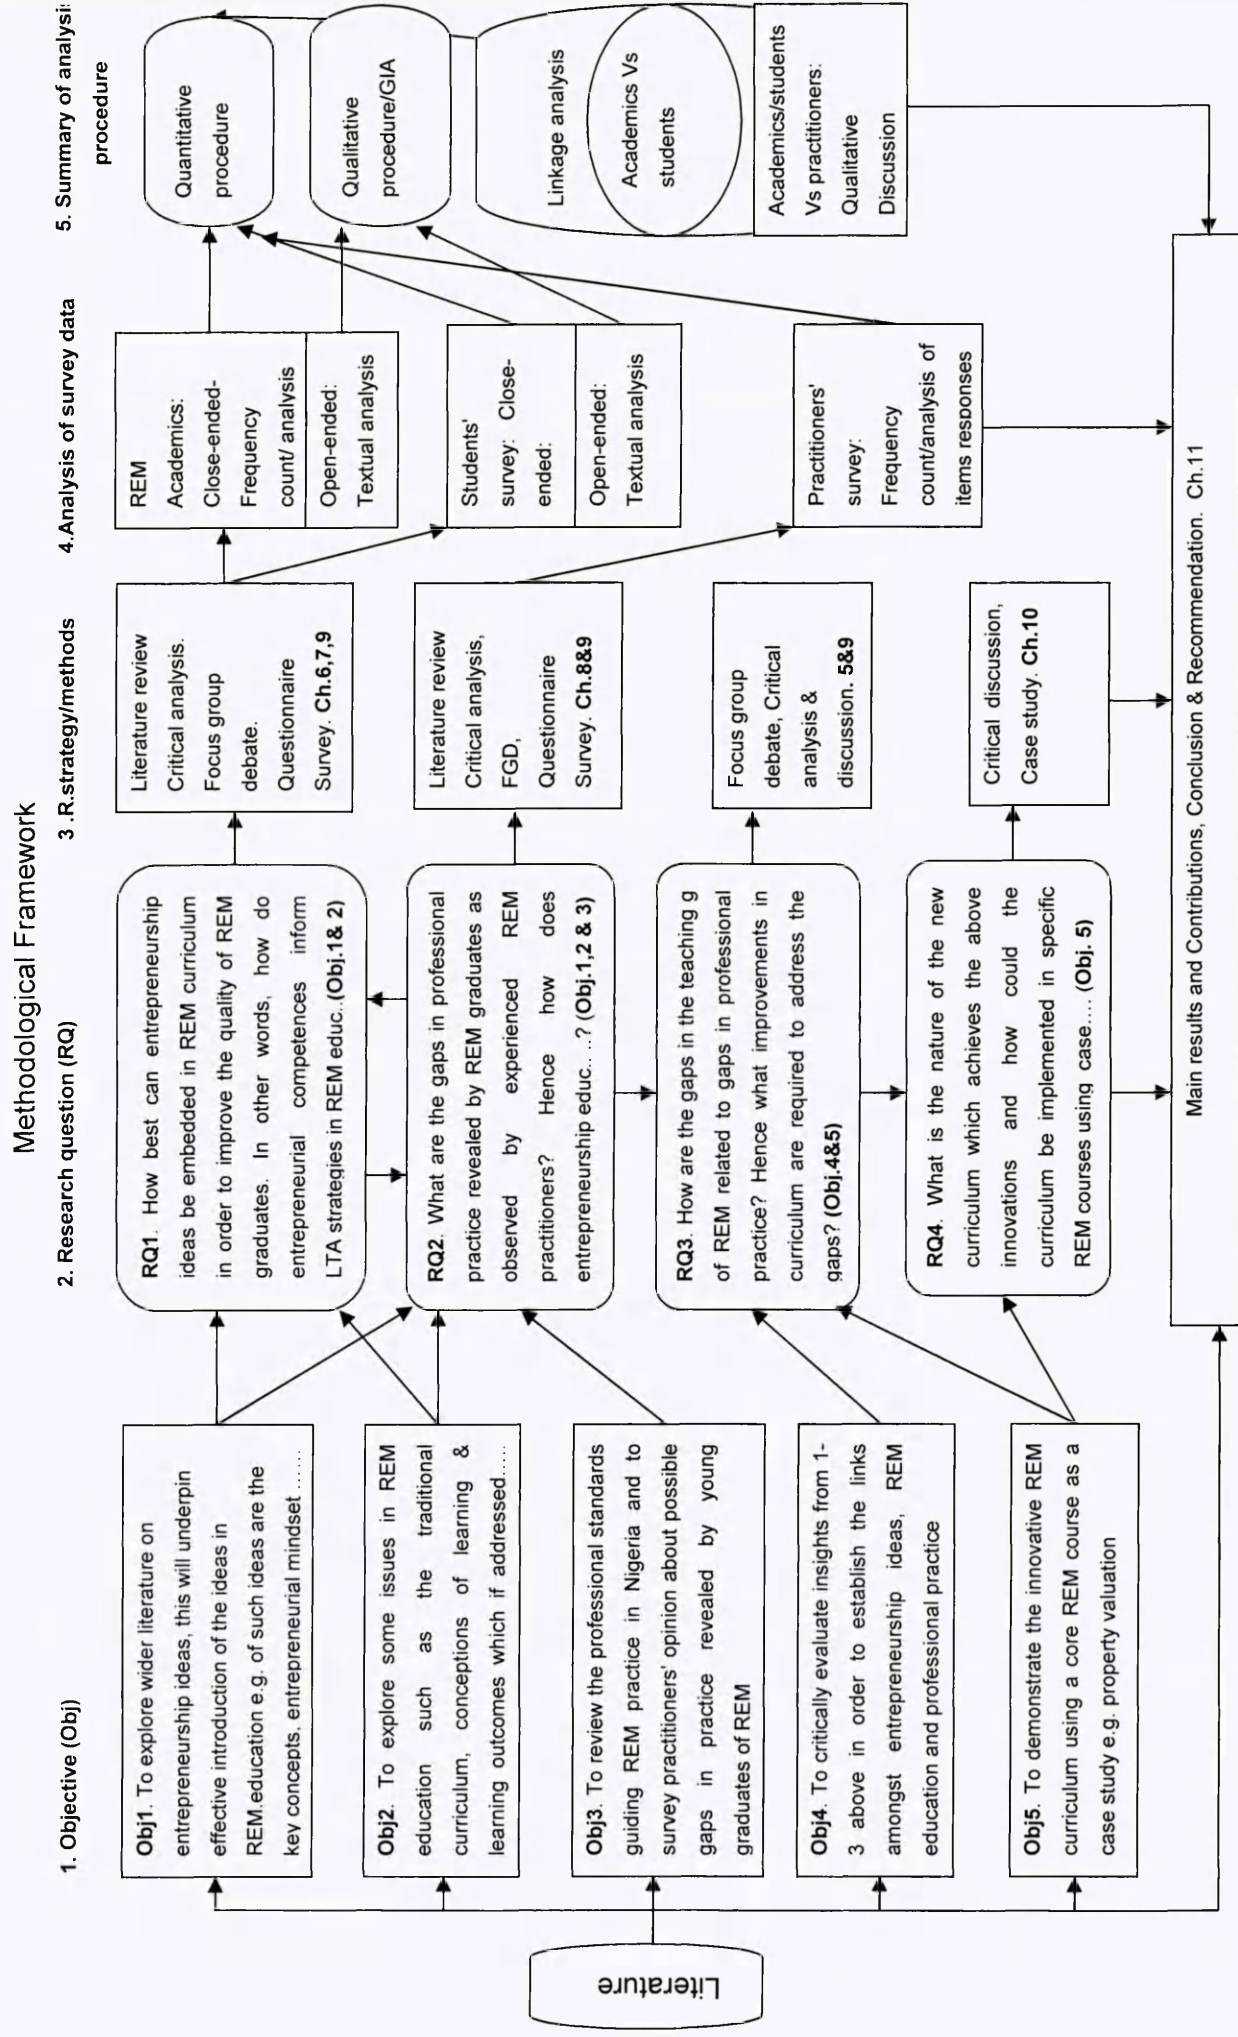 Methodological Framework
1. Objective (Obj)
2. Research question (RQ)
3 .R.strategy/methods
4.Analysis of survey data
5. Summary of analysi
procedure
Literature
Obj1. To explore wider literature on
entrepreneurship ideas, this will underpin
effective introduction of the ideas in
REM.education e.g. of such ideas are the
key concepts, entrepreneurial mindset ......
Obj2. To explore some issues in REM
education such as the traditional
curriculum, conceptions of learning &
learning outcomes which if addressed.....
Obj3. To review the professional standards
guiding REM practice in Nigeria and to
survey practitioners' opinion about possible
gaps in practice revealed by young
graduates of REM
Obj4. To critically evaluate insights from 1-
3 above in order to establish the links
amongst entrepreneurship ideas, REM
education and professional practice
Obj5. To demonstrate the innovative REM
curriculum using a core REM course as a
case study e.g. property valuation
RQ1. How best can entrepreneurship
ideas be embedded in REM curriculum
in order to improve the quality of REM
graduates. In other words, how do
entrepreneurial competences inform
LTA strategies in REM educ..(Obj.1& 2)
RQ2. What are the gaps in professional
practice revealed by REM graduates as
observed by experienced REM
practitioners? Hence how does
entrepreneurship educ.. ..? (Obj.1,2 & 3)
RQ3. How are the gaps in the teaching g
of REM related to gaps in professional
practice? Hence what improvements in
curriculum are required to address the
gaps? (Obj.4&5)
RQ4. What is the nature of the new
curriculum which achieves the above
innovations and how could the
curriculum be implemented in specific
REM courses using case.... (Obj. 5)
Literature review
Critical analysis.
Focus group
debate.
Questionnaire
Survey. Ch.6,7,9
Literature review
Critical analysis,
FGD,
Questionnaire
Survey. Ch.8&9
Focus group
debate, Critical
analysis &
discussion. 5&9
Critical discussion,
Case study. Ch.10
REM
Academics:
Close-ended-
Frequency
count/ analysis
Open-ended:
Textual analysis
Students'
survey: Close-
ended:
Open-ended:
Textual analysis
Practitioners'
survey:
Frequency
count/analysis of
items responses
Quantitative
procedure
Qualitative
procedure/GIA
Linkage analysis
Academics Vs
students
Academics/students
Vs practitioners:
Qualitative
Discussion
Main results and Contributions, Conclusion & Recommendation. Ch.11